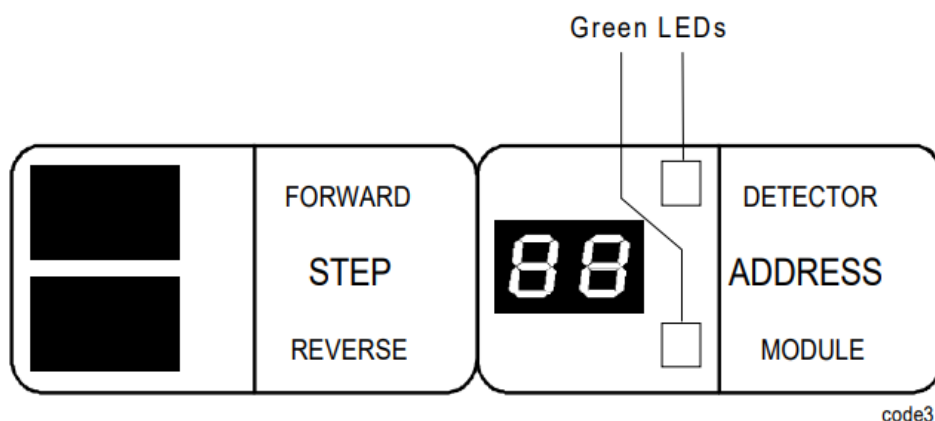 Green LEDs
FORWARD
STEP
REVERSE
88
DETECTOR
ADDRESS
MODULE
code3